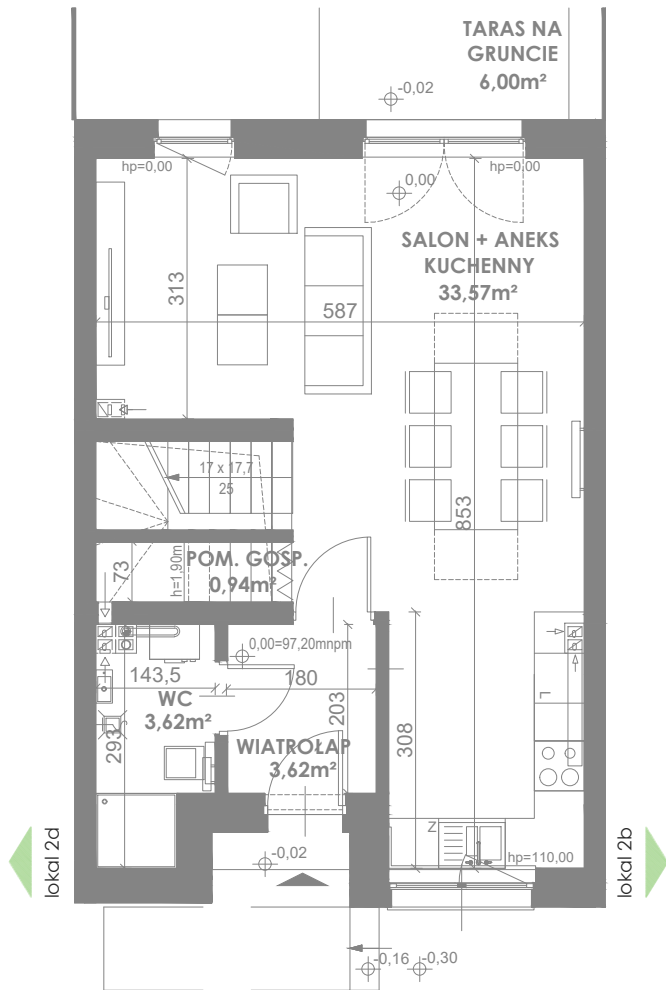 TARAS NA
GRUNCIE
6,00m²
-0,02
hp=0,00
hp=0,00
0,00
SALON + ANEKS
KUCHENNY
33,57m²
313
587
17 x 17,7
25
853
POM. GOSP.
0,94m²
73
h=1,90m
0,00=97,20mnpm
143,5
180
WC
3,62m²
203
293
WIATROŁAP
3,62m²
308
L
Z
hp=110,00
-0,02
lokal 2d
lokal 2b
-0,16
-0,30